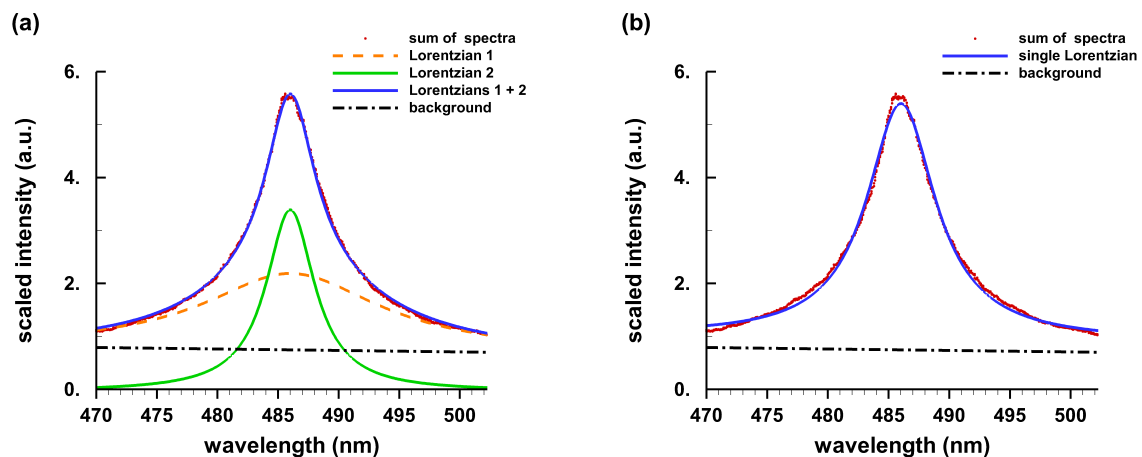 (a)
sum of spectra
Lorentzian 1
Lorentzian 2
Lorentzians 1 + 2
background
6.
4.
2.
0.
scaled intensity (a.u.)
470 475 480 485 490 495 500
wavelength (nm)
(b)
sum of spectra
single Lorentzian
background
6.
4.
2.
0.
scaled intensity (a.u.)
470 475 480 485 490 495 500
wavelength (nm)